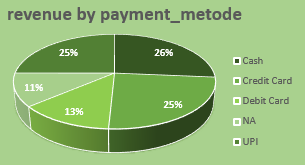 revenue by payment_metode
25%
26%
11%
13%
25%
Cash
Credit Card
Debit Card
NA
UPI